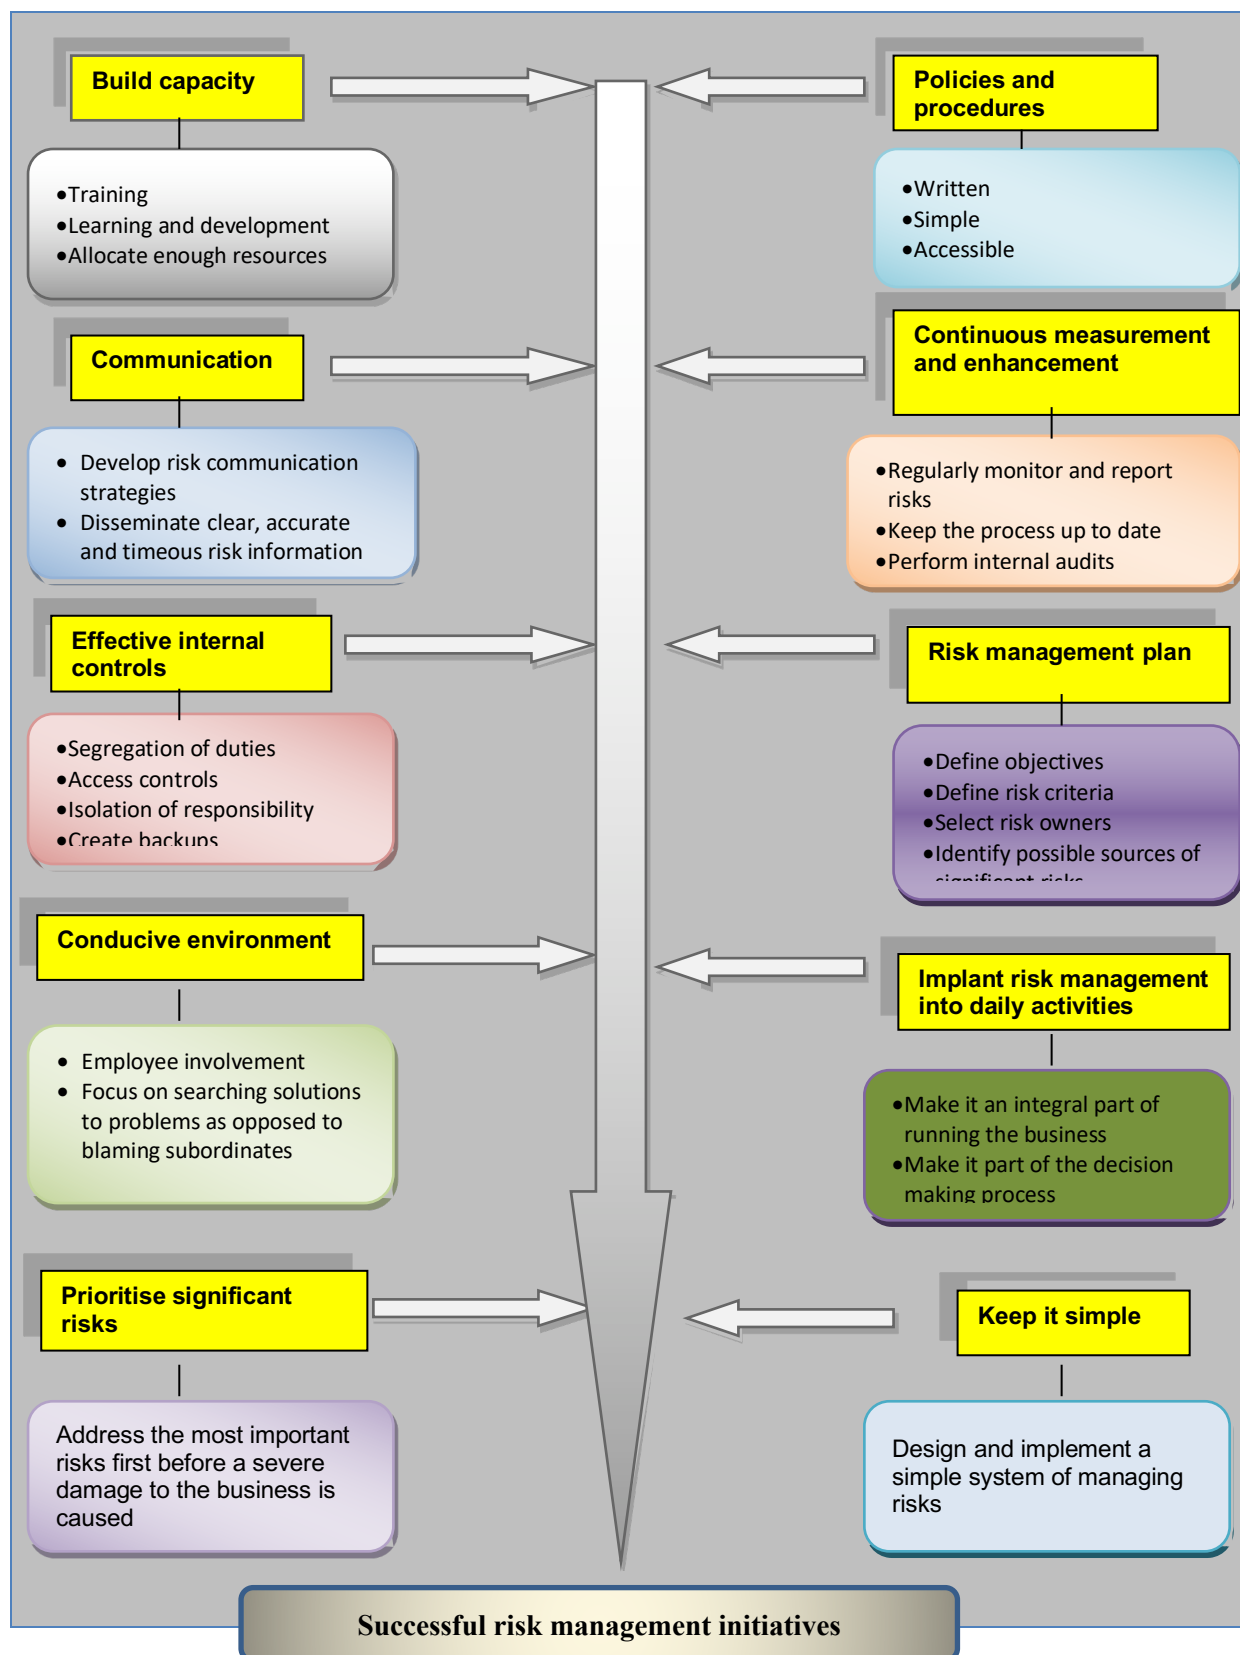 Build capacity
•Training
•Learning and development
•Allocate enough resources
Communication
• Develop risk communication
strategies
• Disseminate clear, accurate
and timeous risk information
Effective internal
controls
•Segregation of duties
•Access controls
•Isolation of responsibility
•Create backups
Conducive environment
• Employee involvement
• Focus on searching solutions
to problems as opposed to
blaming subordinates
Prioritise significant
risks
Address the most important
risks first before a severe
damage to the business is
caused
Policies and
procedures
•Written
•Simple
•Accessible
Continuous measurement
and enhancement
•Regularly monitor and report
risks
•Keep the process up to date
•Perform internal audits
Risk management plan
•Define objectives
•Define risk criteria
•Select risk owners
•Identify possible sources of
significant risks
Implant risk management
into daily activities
•Make it an integral part of
running the business
•Make it part of the decision
making process
Keep it simple
Design and implement a
simple system of managing
risks
Successful risk management initiatives